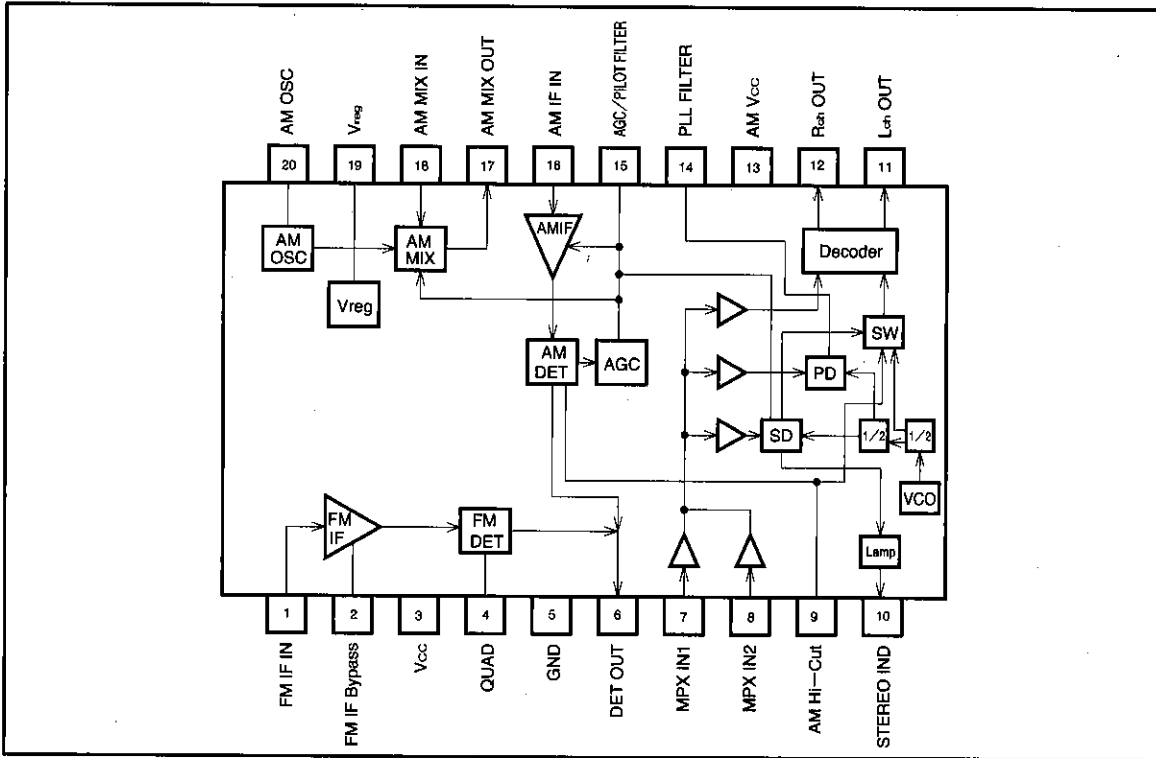 AM OSC
Vreg
AM MIX IN
AM MIX OUT
AM IF IN
AGC/PILOT FILTER
PLL FILTER
AM Vcc
Rch OUT
Lch OUT
20
19
18
17
16
15
14
13
12
11
AM
OSC
AM
MIX
AMIF
Decoder
Vreg
SW
AM
DET
AGC
PD
SD
1/2
1/2
VCO
FM
IF
FM
DET
Lamp
1
2
3
4
5
6
7
8
9
10
FM IF IN
FM IF Bypass
Vcc
QUAD
GND
DET OUT
MPX IN1
MPX IN2
AM Hi-Cut
STEREO IND